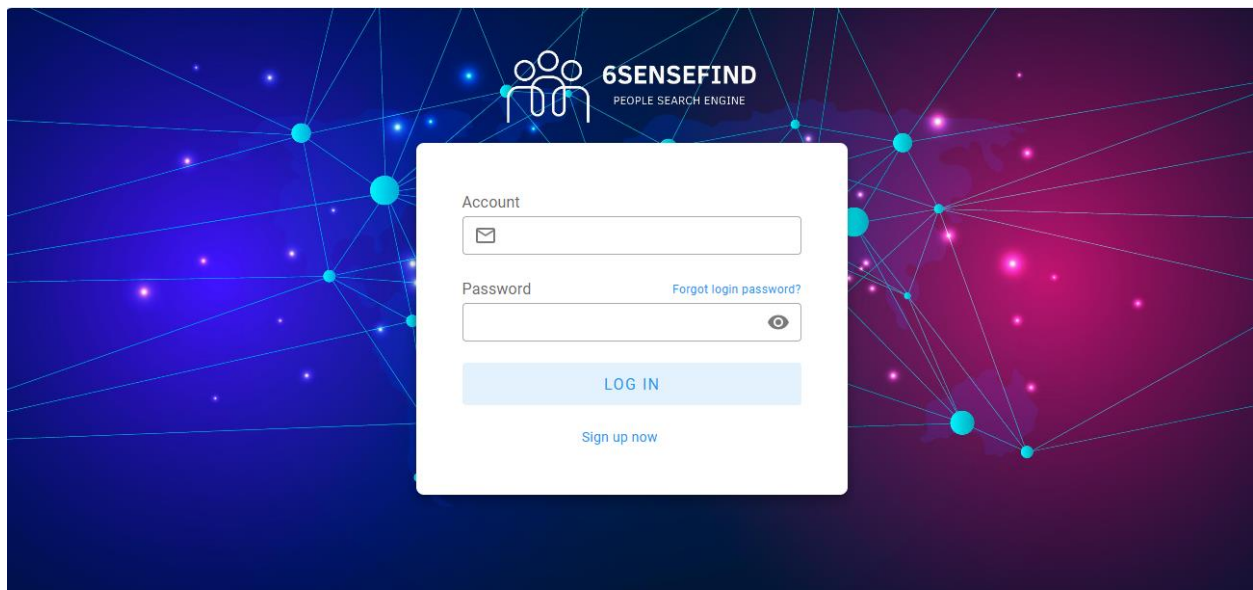 6SENSEFIND
PEOPLE SEARCH ENGINE
Account
Password Forgot login password?
LOG IN
Sign up now